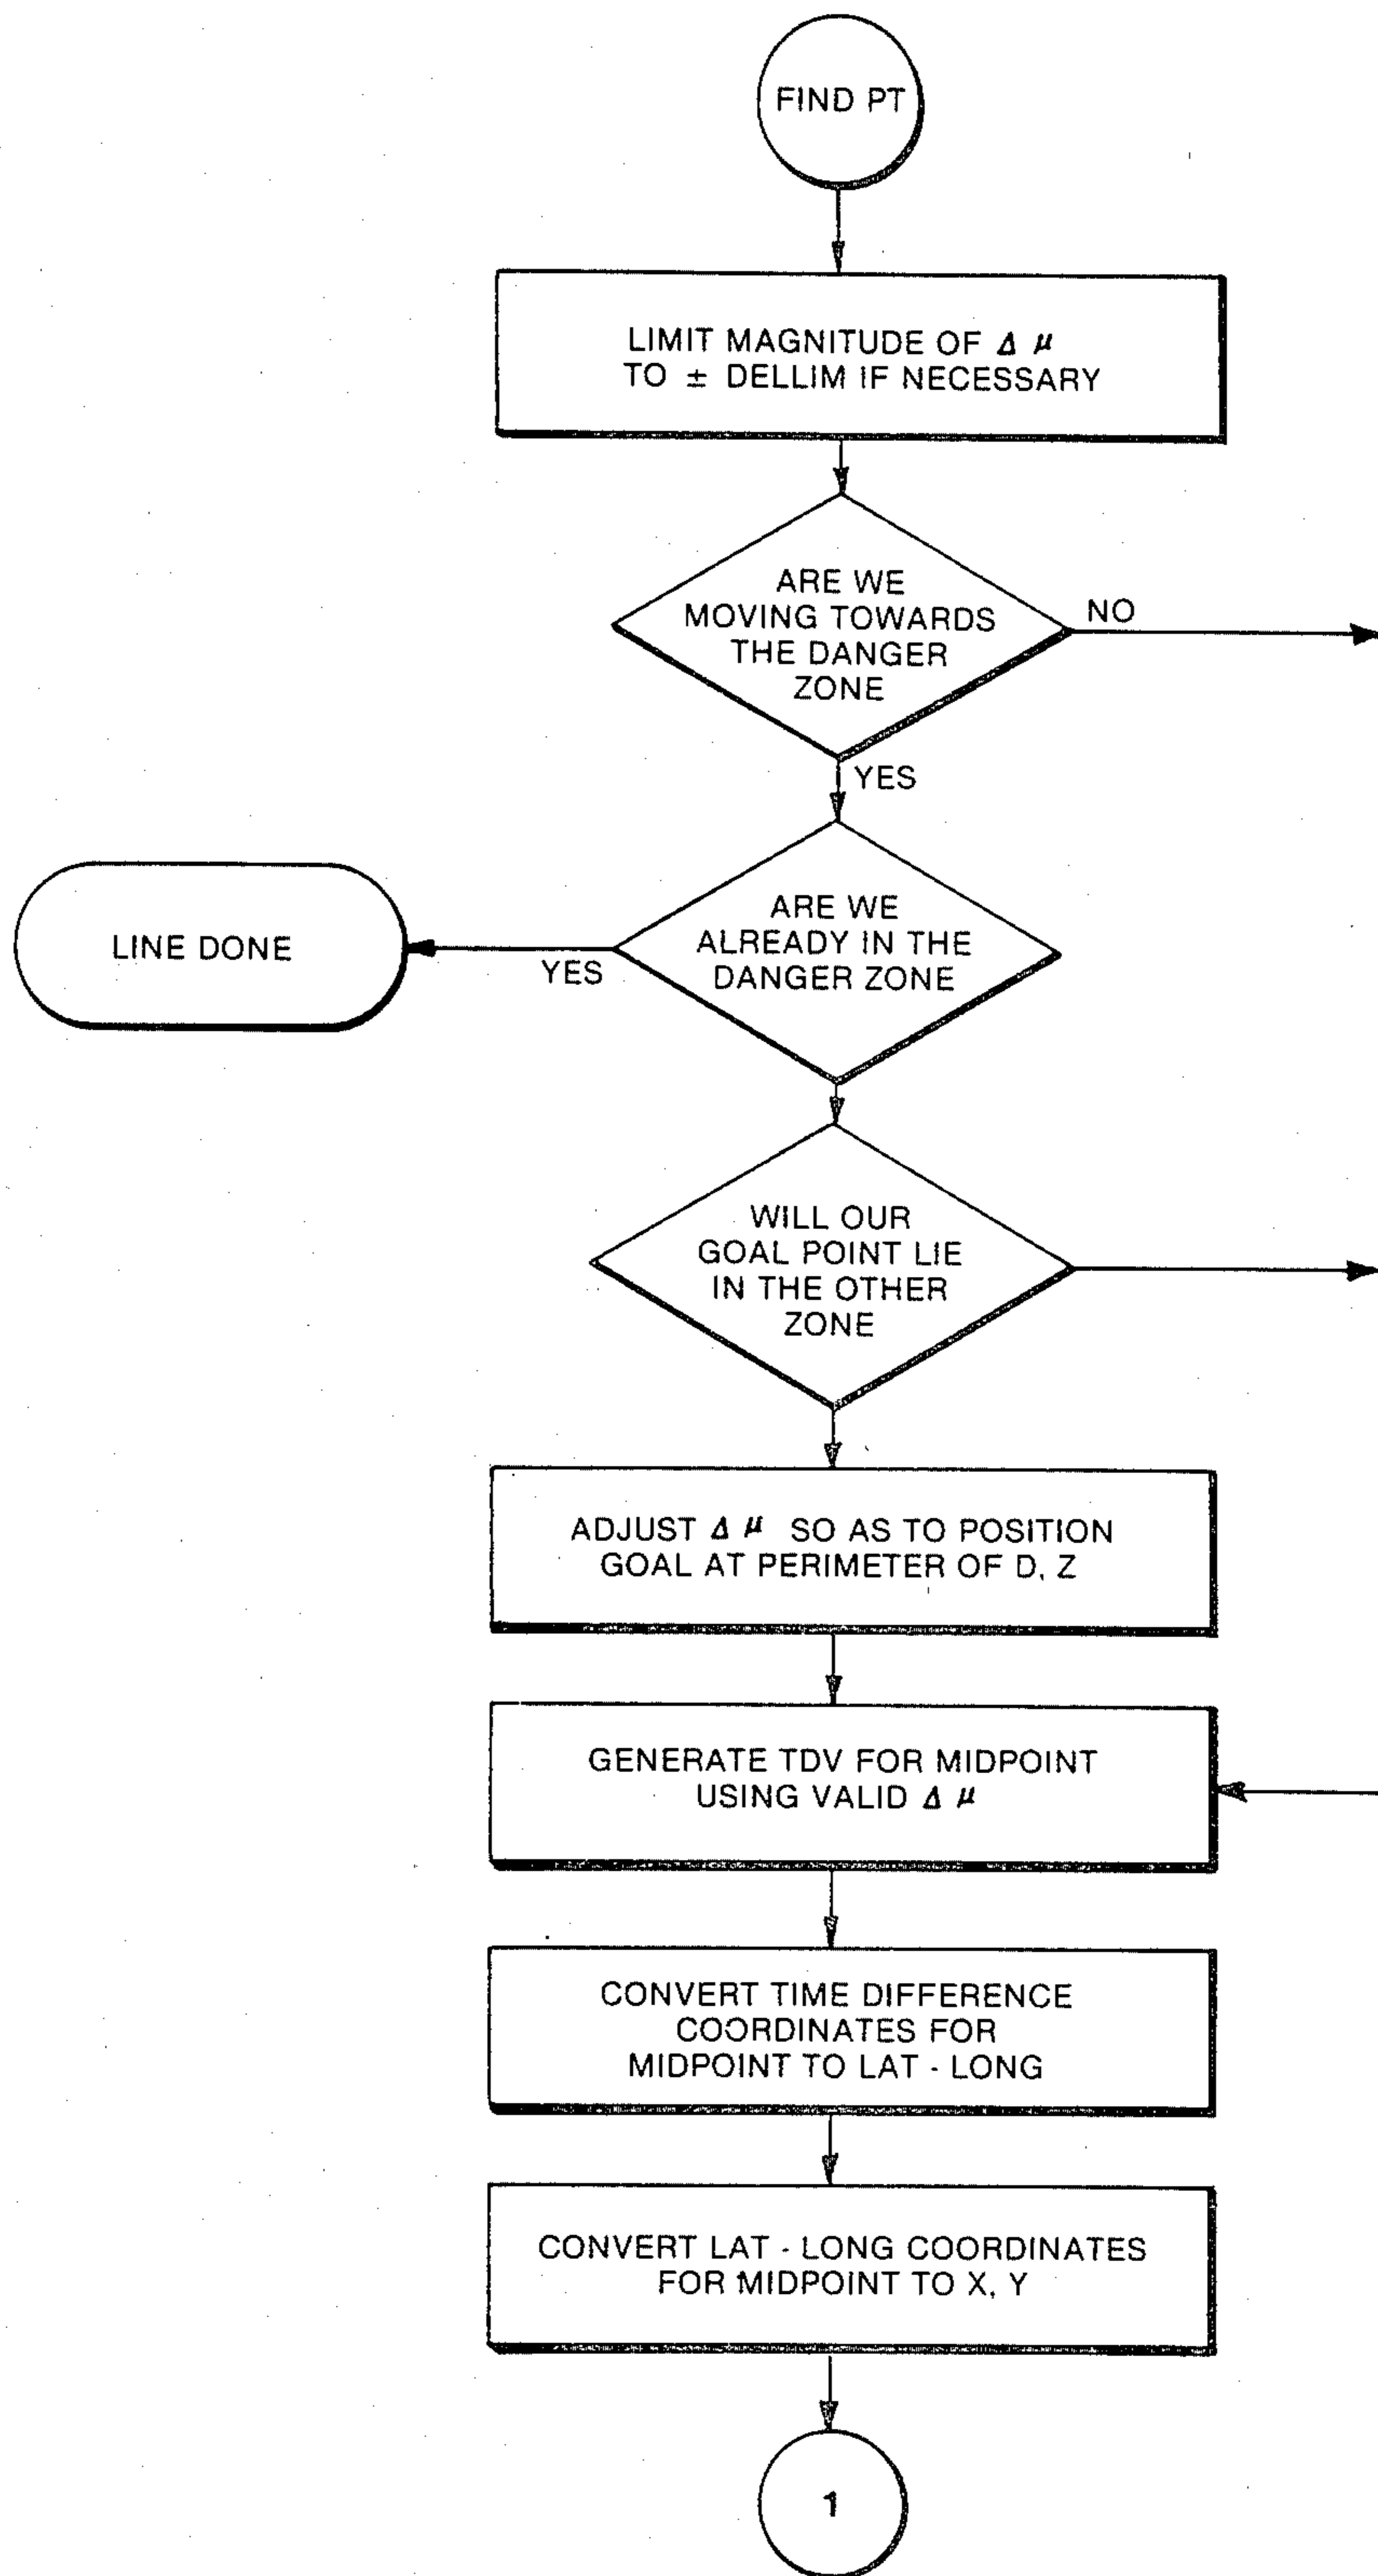 FIND PT
LIMIT MAGNITUDE OF Δ μ
TO ± DELLIM IF NECESSARY
ARE WE
MOVING TOWARDS
THE DANGER
ZONE
NO
YES
ARE WE
ALREADY IN THE
DANGER ZONE
YES
LINE DONE
WILL OUR
GOAL POINT LIE
IN THE OTHER
ZONE
ADJUST Δ μ SO AS TO POSITION
GOAL AT PERIMETER OF D, Z
GENERATE TDV FOR MIDPOINT
USING VALID Δ μ
CONVERT TIME DIFFERENCE
COORDINATES FOR
MIDPOINT TO LAT - LONG
CONVERT LAT - LONG COORDINATES
FOR MIDPOINT TO X, Y
1